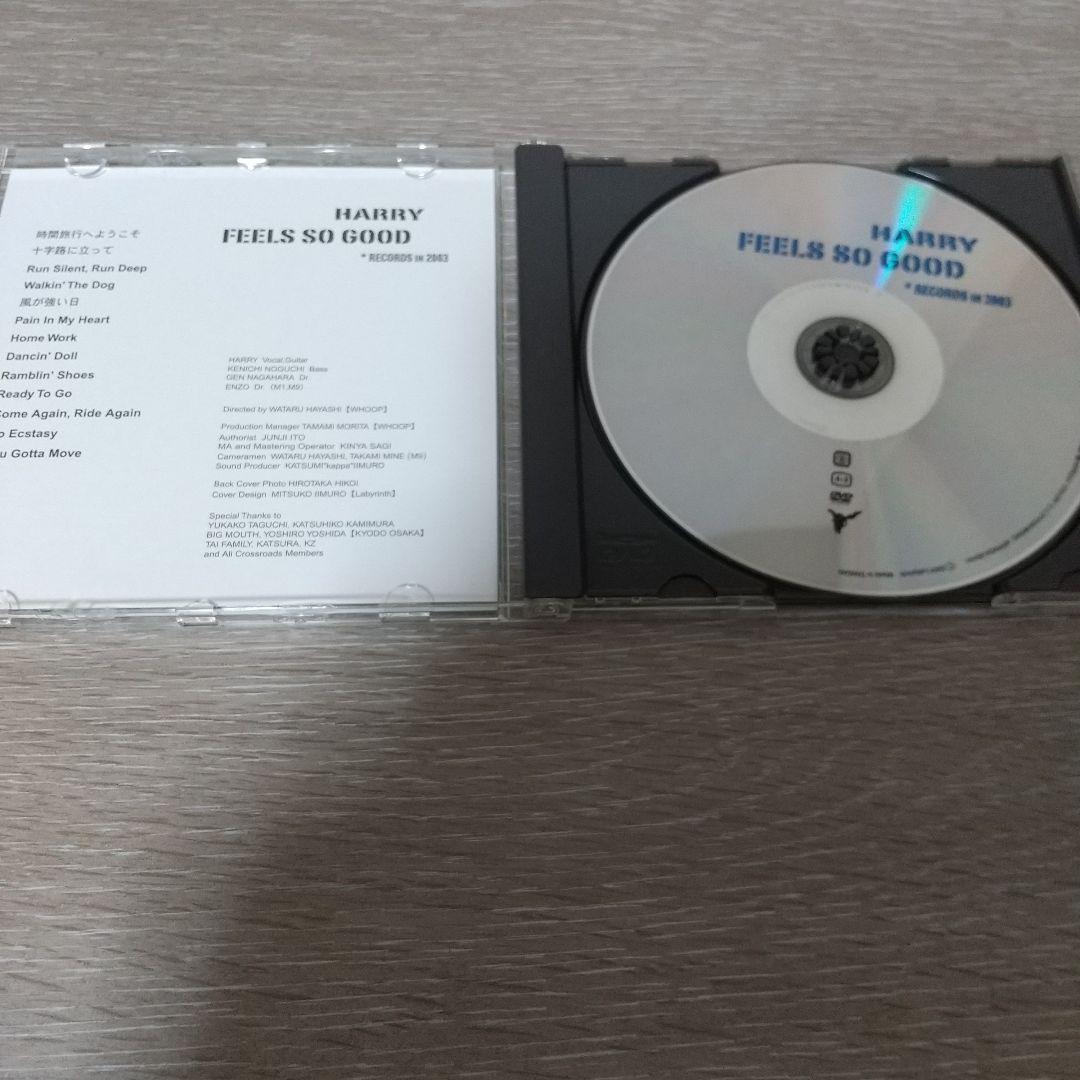 時間旅行へようこそ
十字路に立って
Run Silent, Run Deep
Walkin' The Dog
風が強い日
Pain In My Heart
Home Work
Dancin' Doll
Ramblin' Shoes
Ready To Go
Come Again, Ride Again
o Ecstasy
u Gotta Move
HARRY
FEELS SO GOOD
* RECORDS IN 2003
HARRY Vocal,Guitar
KENICHI NOGUCHI Bass
GEN NAGAHARA Dr
ENZO Dr (M1,M9)
Directed by WATARU HAYASHI【WHOOP】
Production Manager TAMAMI MORITA【WHOOP】
Authorist JUNJI ITO
MA and Mastering Operator KINYA SAGI
Cameramen WATARU HAYASHI, TAKAMI MINE (M9)
Sound Producer KATSUMI"kappa"IIMURO
Back Cover Photo HIROTAKA HIKOI
Cover Design MITSUKO IIMURO【Labyrinth】
Special Thanks to
YUKAKO TAGUCHI, KATSUHIKO KAMIMURA
BIG MOUTH, YOSHIRO YOSHIDA【KYODO OSAKA】
TAI FAMILY, KATSURA, KZ
and All Crossroads Members
HARRY
FEELS SO GOOD
* RECORDS IN 2003
4:3
DVD